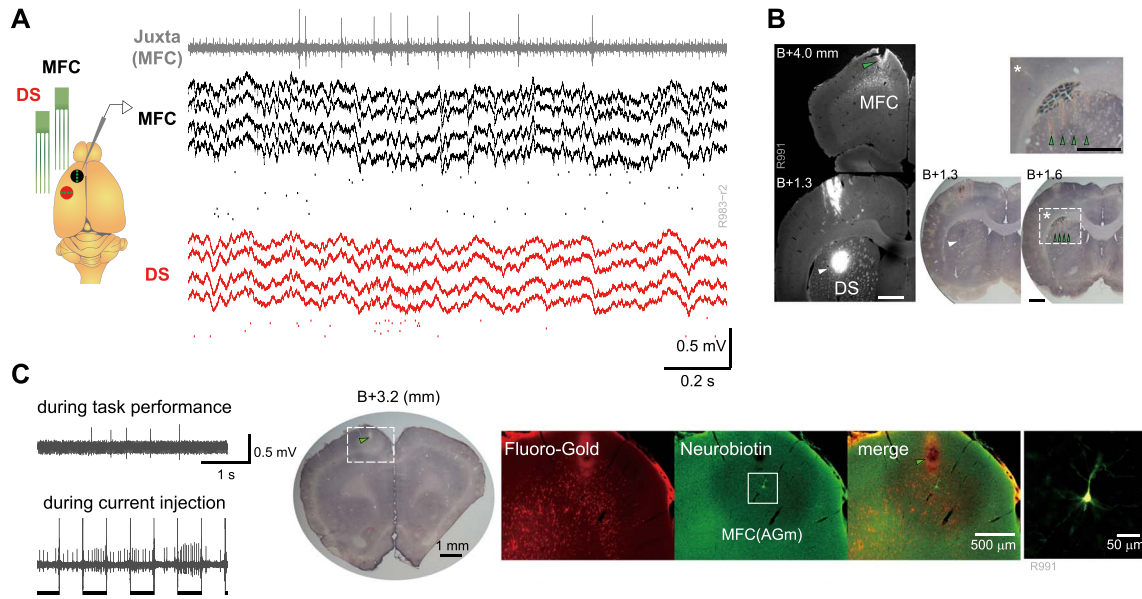 A
Juxta
(MFC)
MFC
DS
MFC
R983-r2
DS
0.5 mV
0.2 s
B
B+4.0 mm
MFC
R991
B+1.3
DS
*
B+1.3
B+1.6
*
C
during task performance
0.5 mV
1 s
during current injection
B+3.2 (mm)
1 mm
Fluoro-Gold
Neurobiotin
merge
MFC(AGm)
500 μm
50 μm
R991